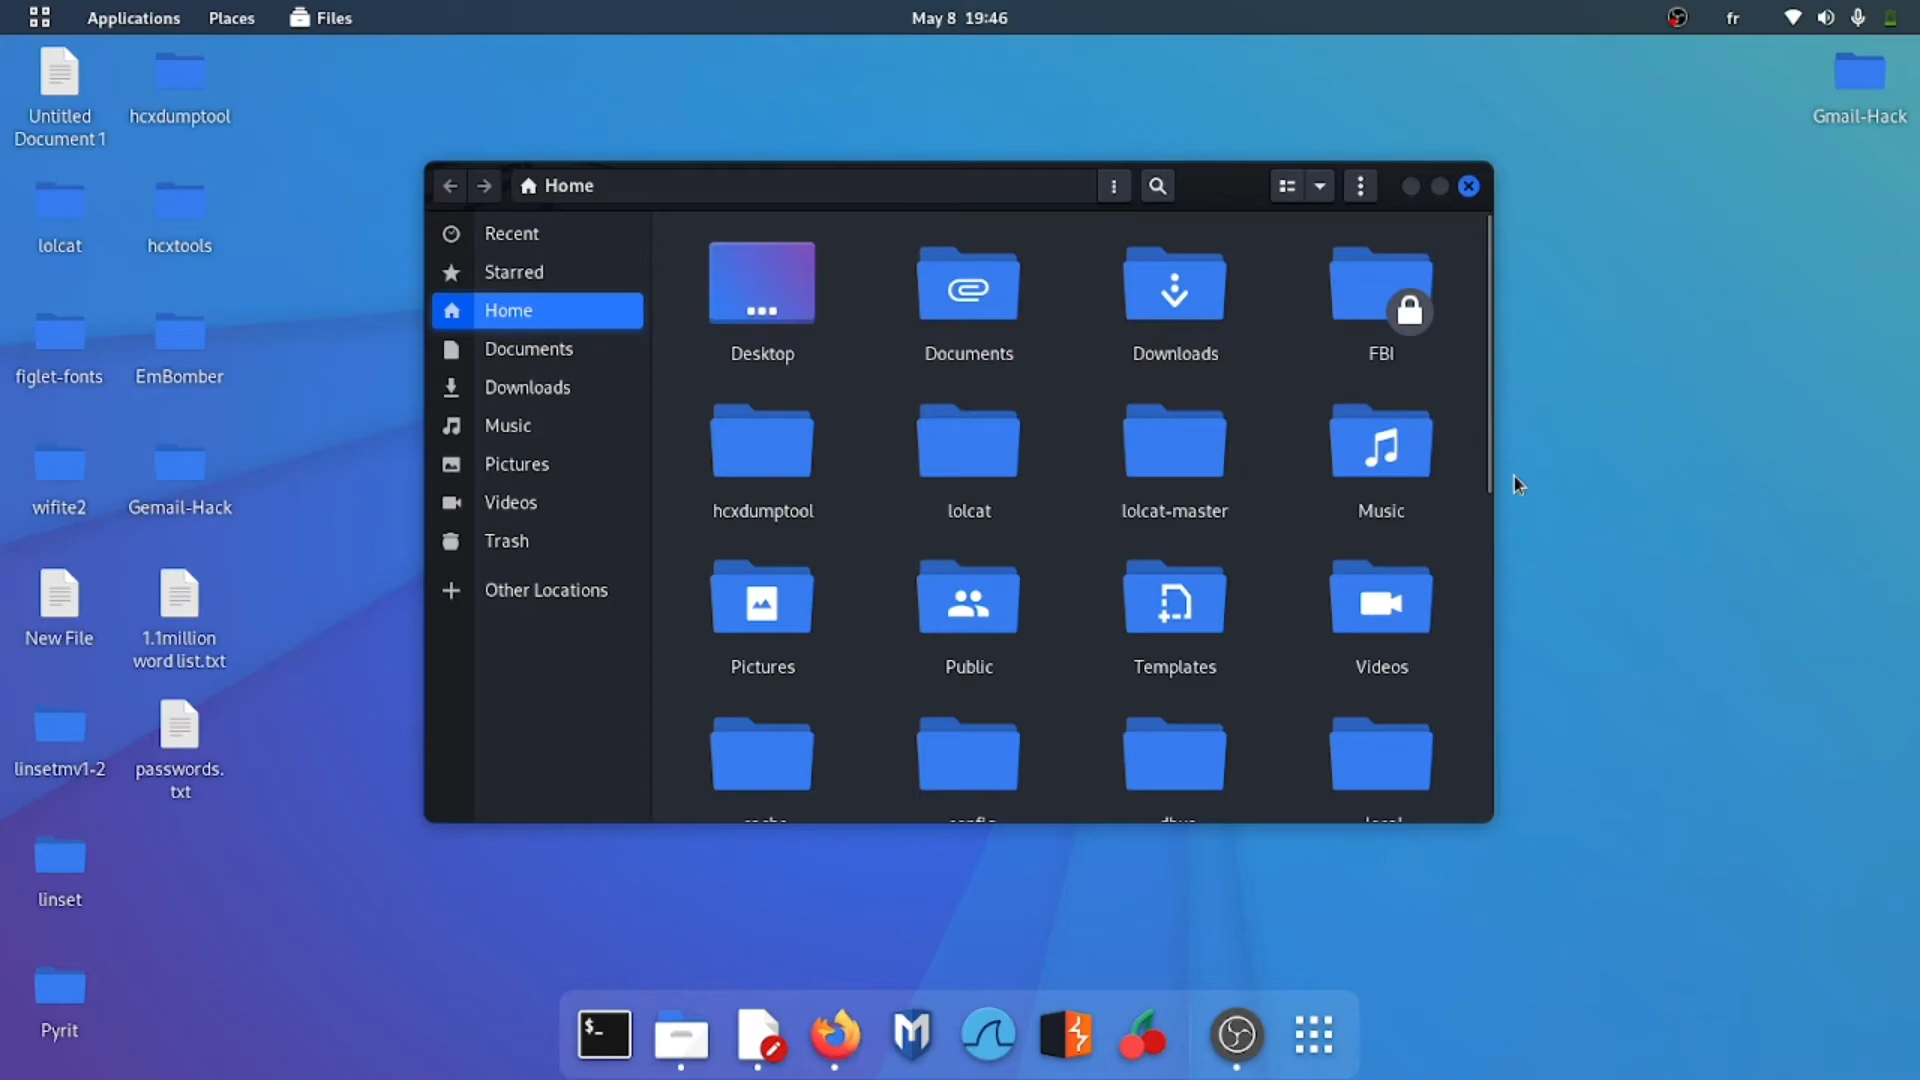 Applications Places Files May 8 19:46 fr
Untitled
Document 1
hcxdumptool
Gmail-Hack
lolcat
hcxtools
figlet-fonts
EmBomber
wifite2
Gemail-Hack
New File
1.1million
word list.txt
linsetmv1-2
passwords.
txt
linset
Pyrit
Home
Recent
Starred
Home
Documents
Downloads
Music
Pictures
Videos
Trash
Other Locations
Desktop Documents Downloads FBI
hcxdumptool lolcat lolcat-master Music
Pictures Public Templates Videos
$_